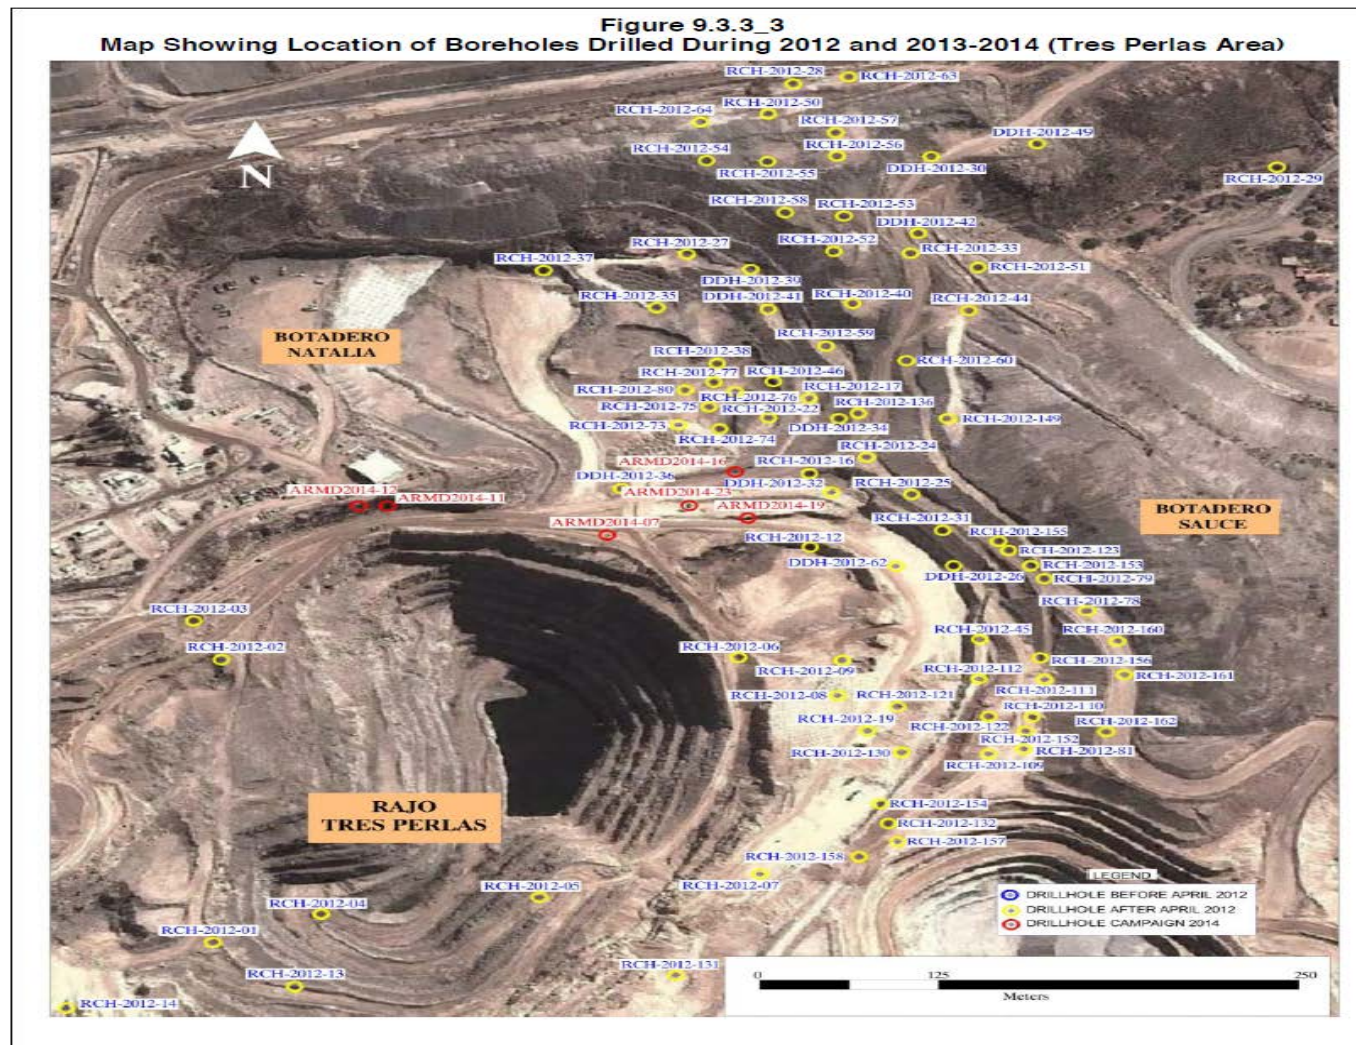 Figure 9.3.3_3
Map Showing Location of Boreholes Drilled During 2012 and 2013-2014 (Tres Perlas Area)
RCH-2012-28
RCH-2012-63
RCH-2012-50
RCH-2012-64
RCH-2012-57
DDH-2012-49
RCH-2012-56
RCH-2012-54
RCH-2012-55
DDH-2012-30
RCH-2012-29
N
RCH-2012-58
RCH-2012-53
DDH-2012-42
RCH-2012-52
RCH-2012-27
RCH-2012-33
RCH-2012-37
RCH-2012-51
DDH-2012-39
RCH-2012-35
DDH-2012-41
RCH-2012-40
RCH-2012-44
BOTADERO
NATALIA
RCH-2012-59
RCH-2012-38
RCH-2012-60
RCH-2012-77
RCH-2012-46
RCH-2012-80
RCH-2012-17
RCH-2012-76
RCH-2012-75
RCH-2012-22
RCH-2012-136
RCH-2012-73
DDH-2012-34
RCH-2012-149
RCH-2012-74
RCH-2012-24
ARMD2014-16
RCH-2012-16
DDH-2012-36
DDH-2012-32
RCH-2012-25
ARMD2014-12
ARMD2014-11
ARMD2014-23
ARMD2014-19
BOTADERO
SAUCE
ARMD2014-07
RCH-2012-31
RCH-2012-155
RCH-2012-12
RCH-2012-123
DDH-2012-62
RCH-2012-153
DDH-2012-26
RCH-2012-79
RCH-2012-03
RCH-2012-78
RCH-2012-02
RCH-2012-45
RCH-2012-160
RCH-2012-06
RCH-2012-156
RCH-2012-09
RCH-2012-112
RCH-2012-161
RCH-2012-08
RCH-2012-121
RCH-2012-111
RCH-2012-110
RCH-2012-19
RCH-2012-122
RCH-2012-162
RCH-2012-152
RCH-2012-130
RCH-2012-81
RCH-2012-109
RAJO
TRES PERLAS
RCH-2012-154
RCH-2012-132
RCH-2012-157
RCH-2012-158
RCH-2012-05
RCH-2012-07
LEGEND
DRILLHOLE BEFORE APRIL 2012
DRILLHOLE AFTER APRIL 2012
DRILLHOLE CAMPAIGN 2014
RCH-2012-04
RCH-2012-01
RCH-2012-13
RCH-2012-131
RCH-2012-14
0 125 250
Meters